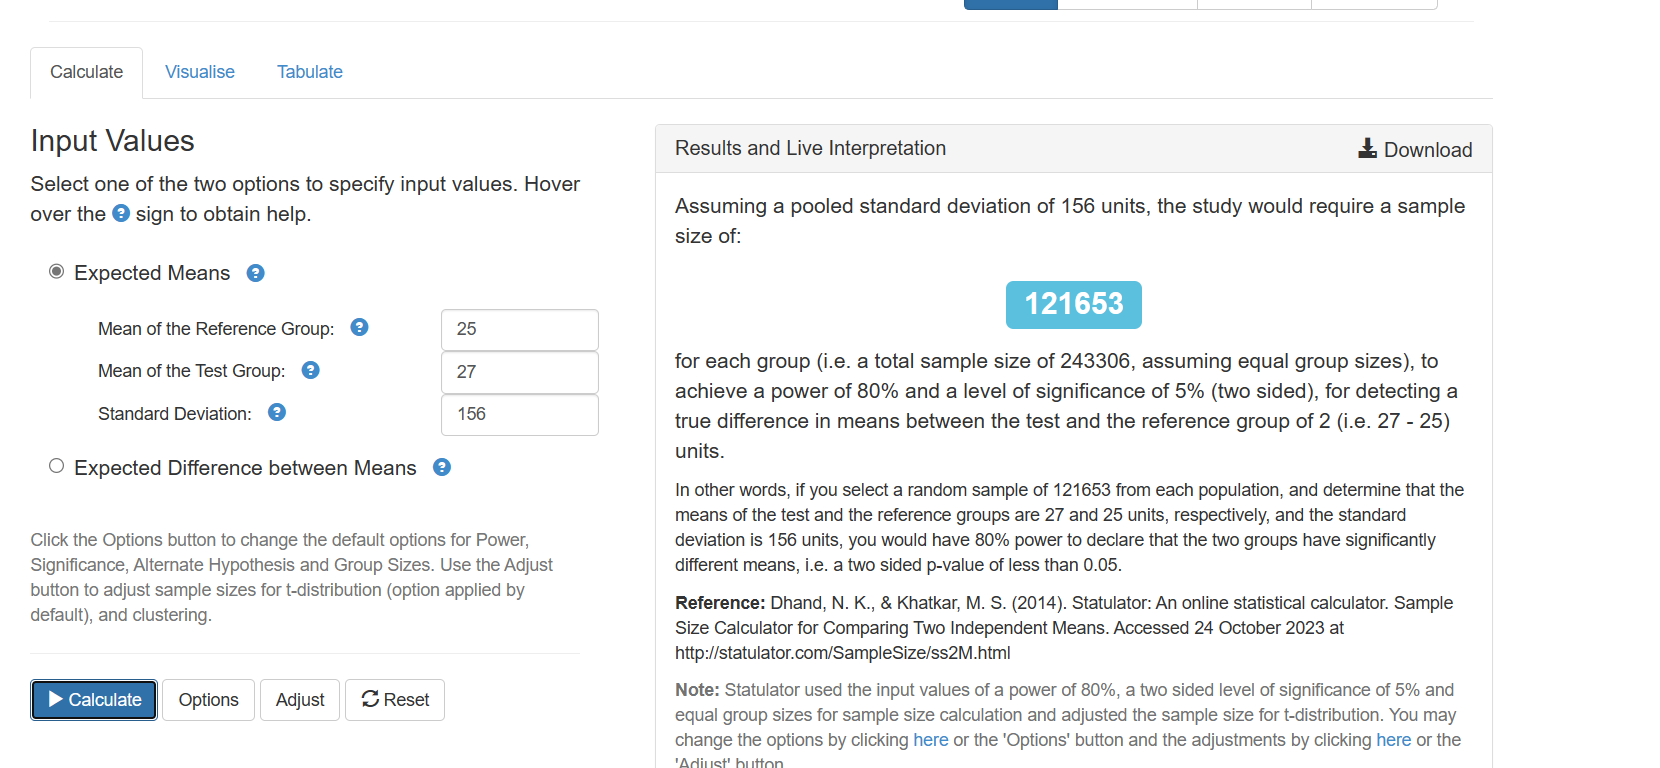 Calculate
Visualise
Tabulate
Input Values
Select one of the two options to specify input values. Hover
over the ? sign to obtain help.
Expected Means ?
Mean of the Reference Group: ? 25
Mean of the Test Group: ? 27
Standard Deviation: ? 156
Expected Difference between Means ?
Click the Options button to change the default options for Power,
Significance, Alternate Hypothesis and Group Sizes. Use the Adjust
button to adjust sample sizes for t-distribution (option applied by
default), and clustering.
Calculate
Options
Adjust
Reset
Results and Live Interpretation
Download
Assuming a pooled standard deviation of 156 units, the study would require a sample
size of:
121653
for each group (i.e. a total sample size of 243306, assuming equal group sizes), to
achieve a power of 80% and a level of significance of 5% (two sided), for detecting a
true difference in means between the test and the reference group of 2 (i.e. 27 - 25)
units.
In other words, if you select a random sample of 121653 from each population, and determine that the
means of the test and the reference groups are 27 and 25 units, respectively, and the standard
deviation is 156 units, you would have 80% power to declare that the two groups have significantly
different means, i.e. a two sided p-value of less than 0.05.
Reference: Dhand, N. K., & Khatkar, M. S. (2014). Statulator: An online statistical calculator. Sample
Size Calculator for Comparing Two Independent Means. Accessed 24 October 2023 at
http://statulator.com/SampleSize/ss2M.html
Note: Statulator used the input values of a power of 80%, a two sided level of significance of 5% and
equal group sizes for sample size calculation and adjusted the sample size for t-distribution. You may
change the options by clicking here or the 'Options' button and the adjustments by clicking here or the
'Adjust' button